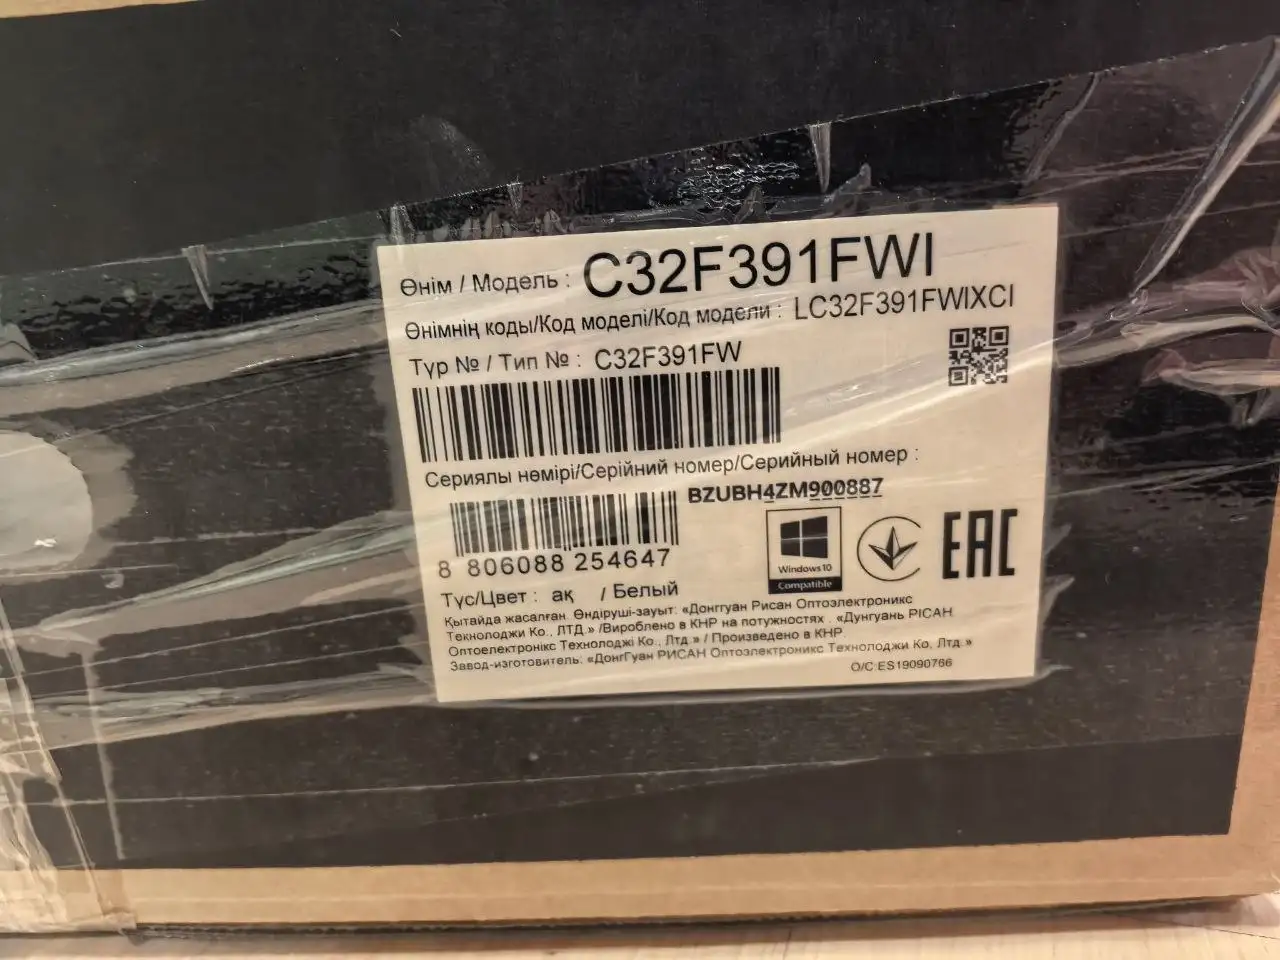 Өнім / Модель : C32F391FWI
Өнімнің коды/Код моделі/Код модели : LC32F391FWIXCI
Түр № / Тип № : C32F391FW
Сериялы нөмірі/Серійний номер/Серийный номер :
BZUBH4ZM900887
8 806088 254647
Windows 10
Compatible
EAC
Түс/Цвет : ақ / Белый
Қытайда жасалған. Өндіруші-зауыт: «Донггуан Рисан Оптоэлектроникс
Текнолоджи Ко., ЛТД.» /Вироблено в КНР на потужностях . «Дунгуань РІСАН
Оптоелектронікс Технолоджі Ко., Лтд.» / Произведено в КНР
Завод-изготовитель: «ДонгГуан РИСАН Оптоэлектроникс Технолоджи Ко, Лтд.»
O/C:ES19090766